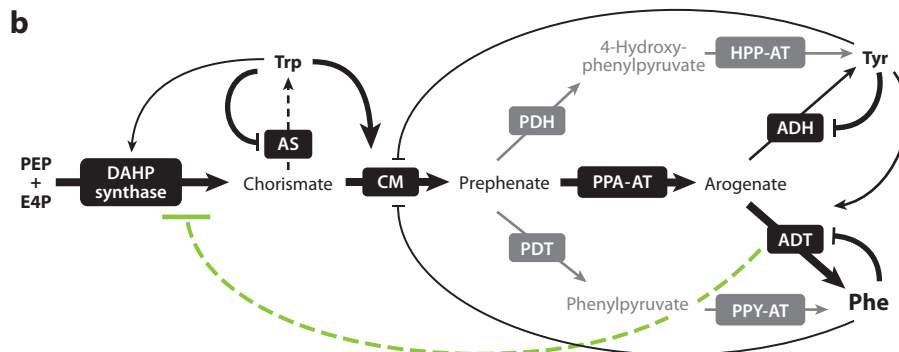 b
4-Hydroxy-
phenylpyruvate
HPP-AT
Tyr
Trp
PDH
ADH
AS
PEP
+
E4P
DAHP
synthase
Chorismate
CM
Prephenate
PPA-AT
Arogenate
PDT
ADT
Phenylpyruvate
PPY-AT
Phe